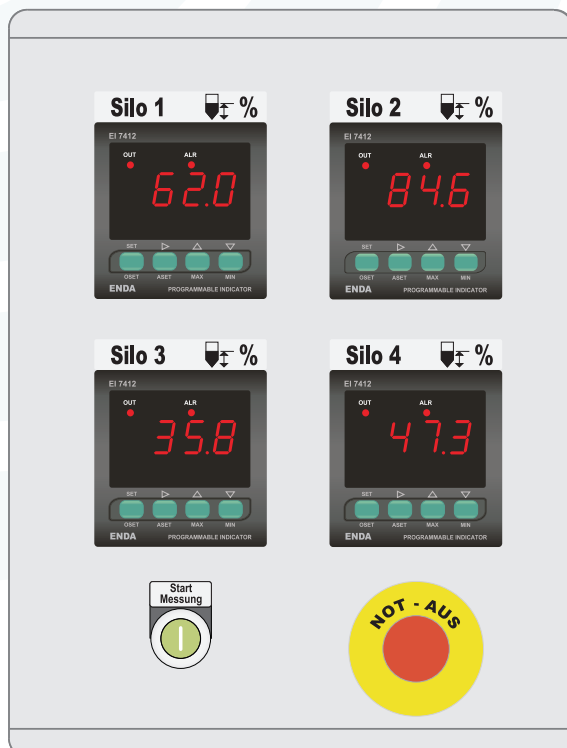 Silo 1 %
EI 7412
OUT ALR
62.0
SET
OSET ASET MAX MIN
ENDA PROGRAMMABLE INDICATOR
Silo 2 %
EI 7412
OUT ALR
84.6
SET
OSET ASET MAX MIN
ENDA PROGRAMMABLE INDICATOR
Silo 3 %
EI 7412
OUT ALR
35.8
SET
OSET ASET MAX MIN
ENDA PROGRAMMABLE INDICATOR
Silo 4 %
EI 7412
OUT ALR
47.3
SET
OSET ASET MAX MIN
ENDA PROGRAMMABLE INDICATOR
Start
Messung
NOT - AUS